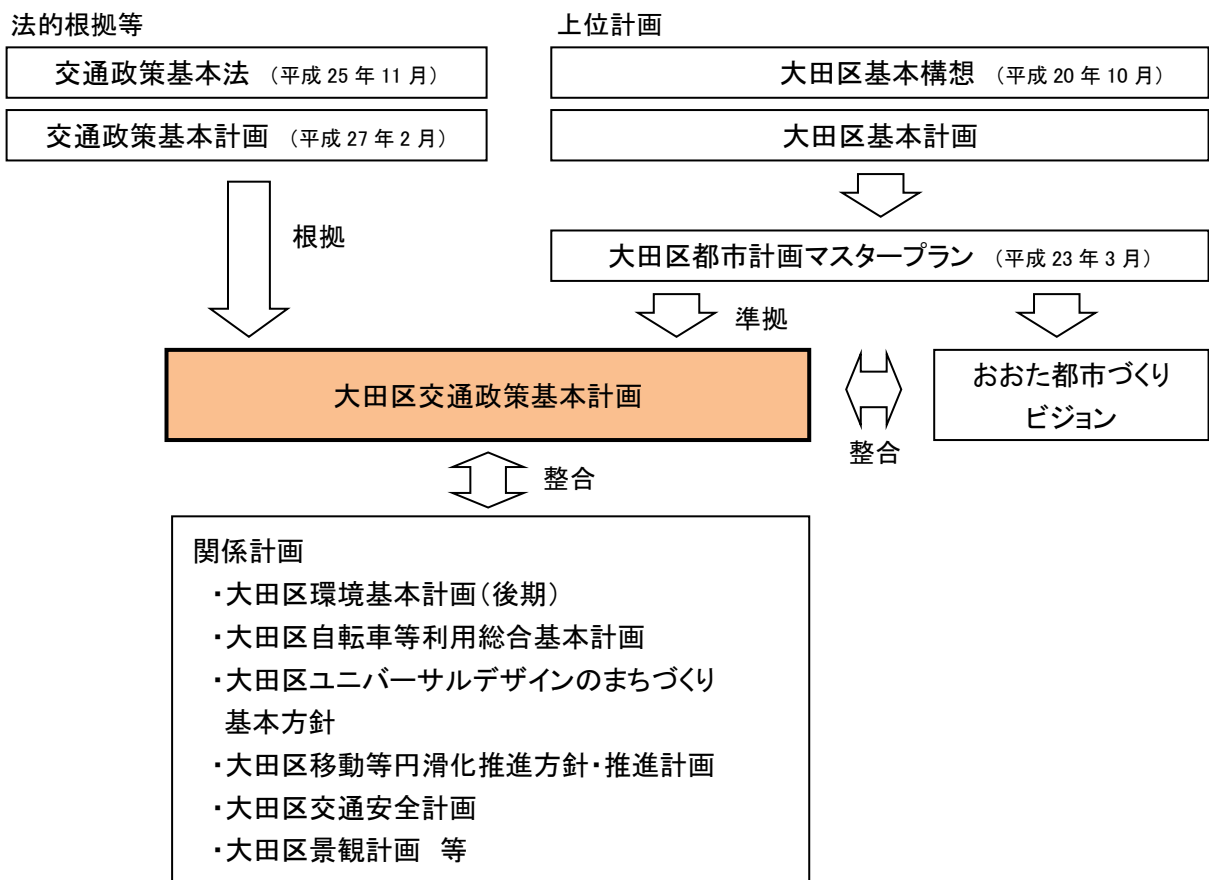 法的根拠等
交通政策基本法 （平成 25 年 11 月）
交通政策基本計画 （平成 27 年 2 月）
根拠
上位計画
大田区基本構想 （平成 20 年 10 月）
大田区基本計画
大田区都市計画マスタープラン （平成 23 年 3 月）
準拠
大田区交通政策基本計画
整合
おおた都市づくり
ビジョン
整合
関係計画
・大田区環境基本計画（後期）
・大田区自転車等利用総合基本計画
・大田区ユニバーサルデザインのまちづくり
基本方針
・大田区移動等円滑化推進方針・推進計画
・大田区交通安全計画
・大田区景観計画 等